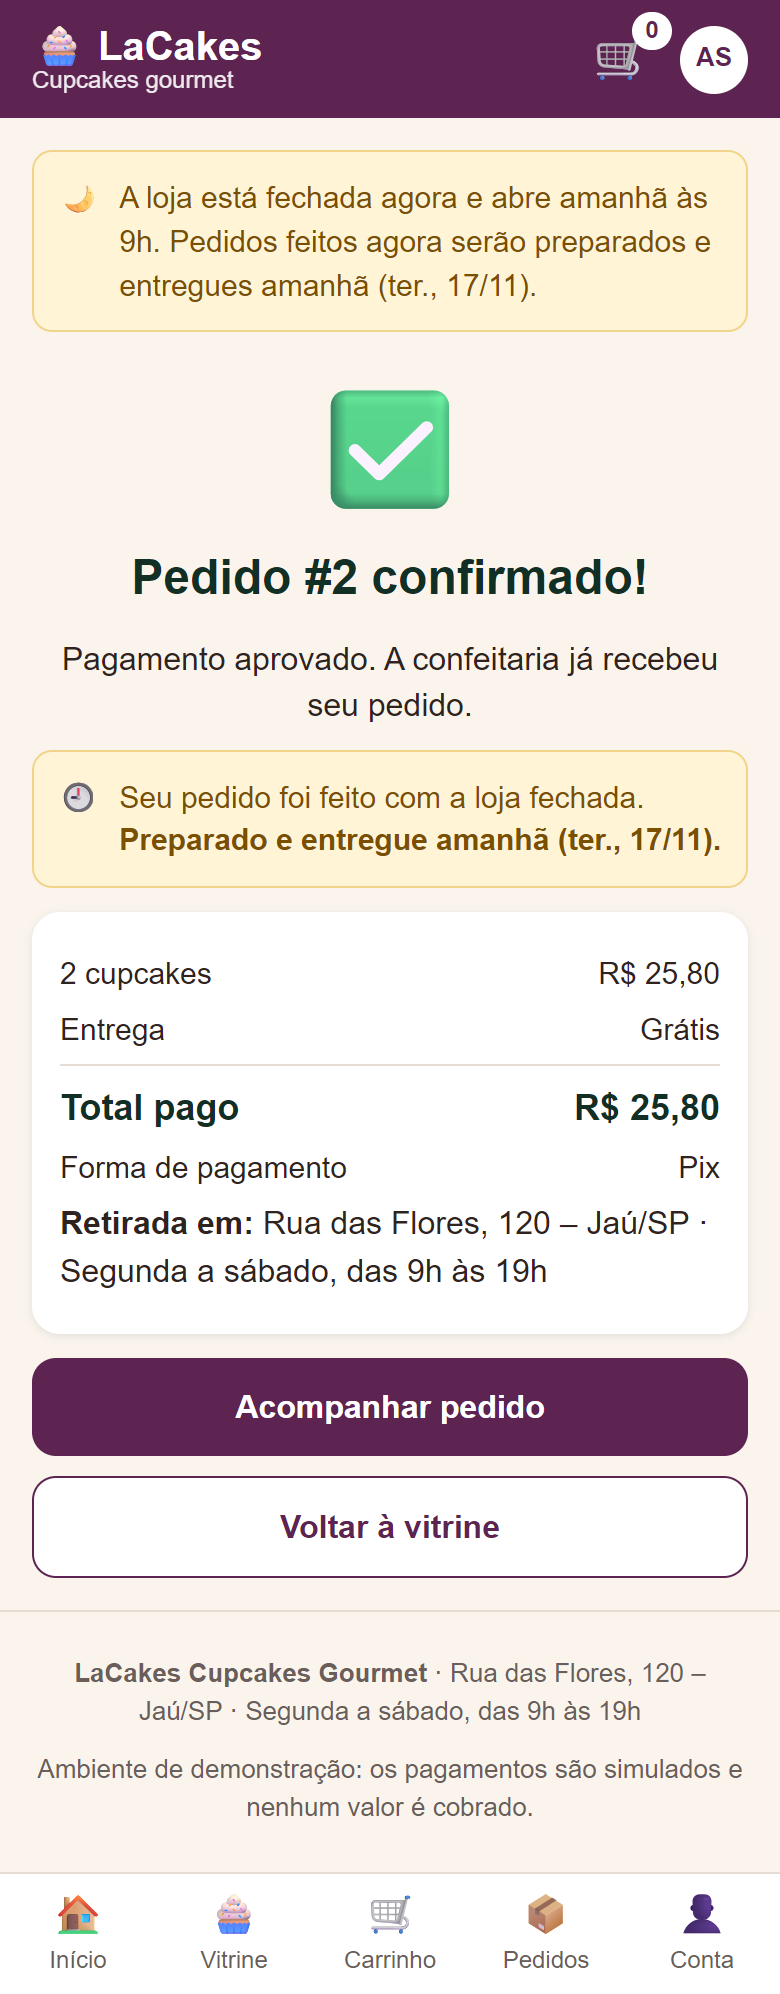 LaCakes
Cupcakes gourmet
0
AS
A loja está fechada agora e abre amanhã às
9h. Pedidos feitos agora serão preparados e
entregues amanhã (ter., 17/11).
Pedido #2 confirmado!
Pagamento aprovado. A confeitaria já recebeu
seu pedido.
Seu pedido foi feito com a loja fechada.
Preparado e entregue amanhã (ter., 17/11).
2 cupcakes R$ 25,80
Entrega Grátis
Total pago R$ 25,80
Forma de pagamento Pix
Retirada em: Rua das Flores, 120 – Jaú/SP ·
Segunda a sábado, das 9h às 19h
Acompanhar pedido
Voltar à vitrine
LaCakes Cupcakes Gourmet · Rua das Flores, 120 –
Jaú/SP · Segunda a sábado, das 9h às 19h
Ambiente de demonstração: os pagamentos são simulados e
nenhum valor é cobrado.
Início Vitrine Carrinho Pedidos Conta